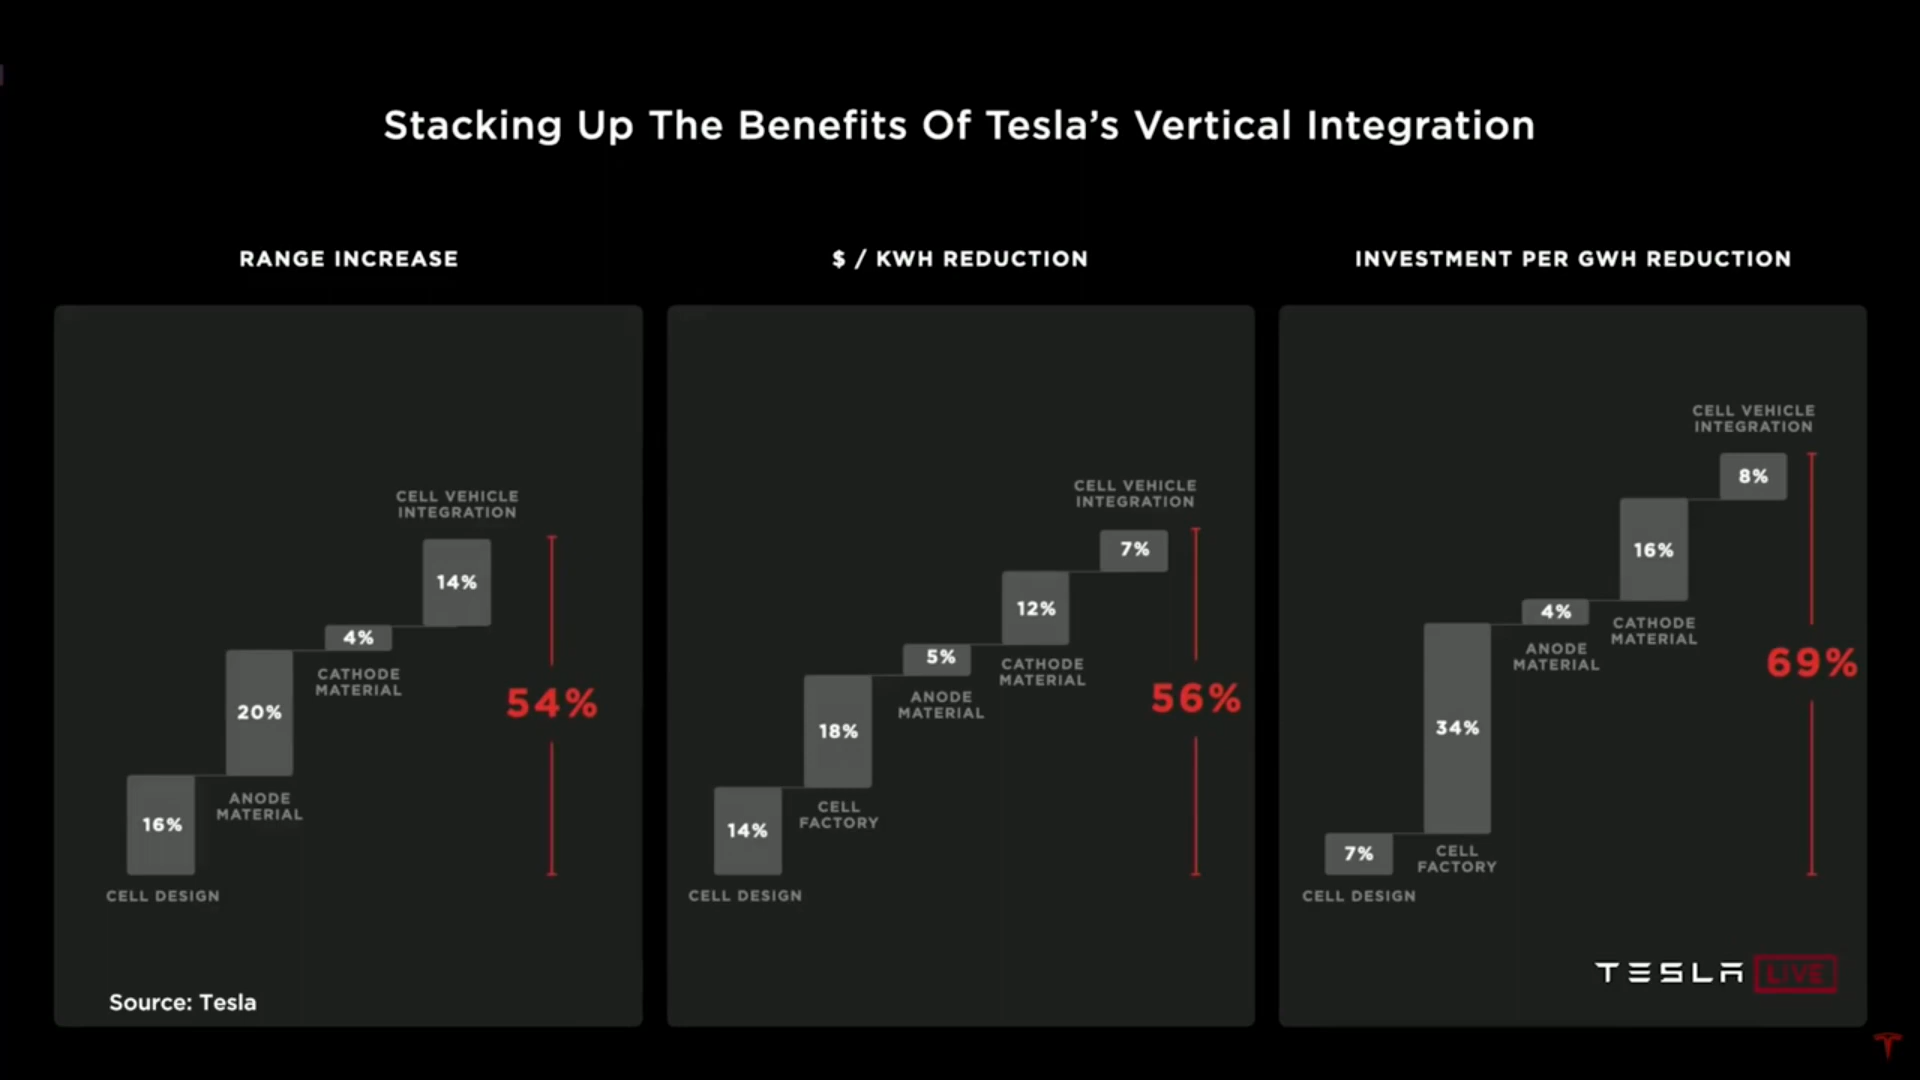 Stacking Up The Benefits Of Tesla's Vertical Integration
RANGE INCREASE
CELL VEHICLE
INTEGRATION
14%
4%
CATHODE
MATERIAL
20%
ANODE
MATERIAL
16%
CELL DESIGN
54%
Source: Tesla
$ / KWH REDUCTION
CELL VEHICLE
INTEGRATION
7%
12%
CATHODE
MATERIAL
5%
ANODE
MATERIAL
18%
CELL
FACTORY
14%
CELL DESIGN
56%
INVESTMENT PER GWH REDUCTION
CELL VEHICLE
INTEGRATION
8%
16%
CATHODE
MATERIAL
4%
ANODE
MATERIAL
34%
CELL
FACTORY
7%
CELL DESIGN
69%
TESLA LIVE